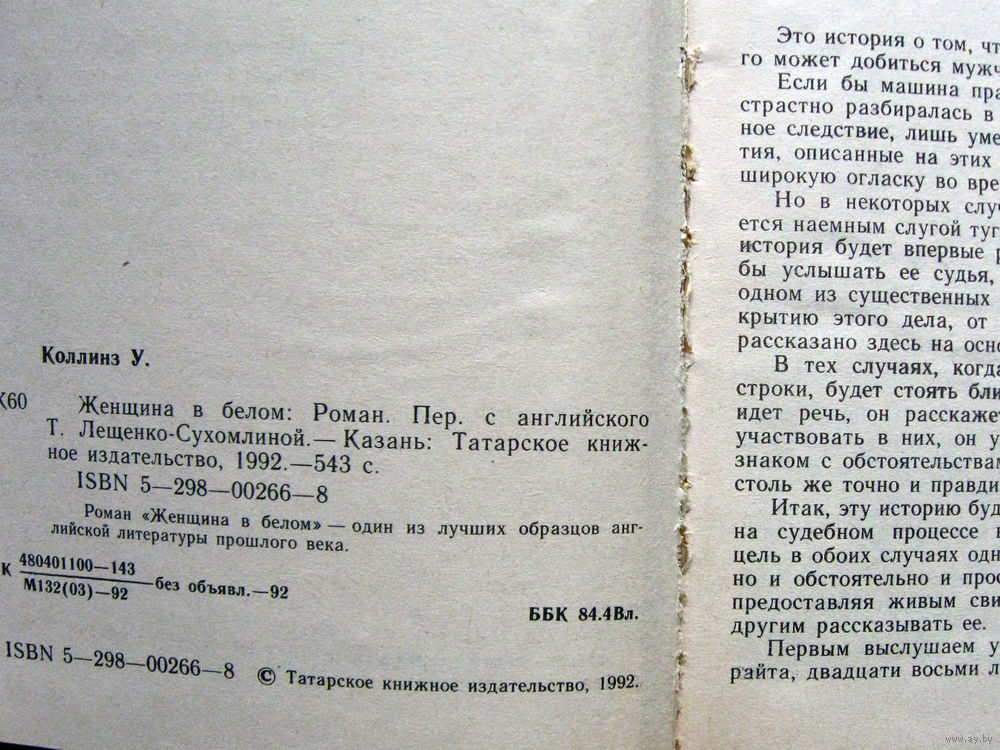 Коллинз У.
К60
Женщина в белом: Роман. Пер. с английского
Т. Лещенко-Сухомлиной.— Казань: Татарское книж-
ное издательство, 1992.—543 с.
ISBN 5—298—00266—8
Роман «Женщина в белом» — один из лучших образцов анг-
лийской литературы прошлого века.
К 480401100—143
М132(03)—92
без объявл.—92
ББК 84.4Вл.
ISBN 5—298—00266—8
© Татарское книжное издательство, 1992.
Это история о том, чт
го может добиться мужч
Если бы машина пра
страстно разбиралась в
ное следствие, лишь уме
тия, описанные на этих
широкую огласку во вре
Но в некоторых случ
ется наемным слугой туг
история будет впервые р
бы услышать ее судья,
одном из существенных
крытию этого дела, от
рассказано здесь на осно
В тех случаях, когда
строки, будет стоять бли
идет речь, он расскаже
участвовать в них, он у
знаком с обстоятельствам
столь же точно и правди
Итак, эту историю буд
на судебном процессе н
цель в обоих случаях одн
но и обстоятельно и прос
предоставляя живым сви
другим рассказывать ее.
Первым выслушаем у
райта, двадцати восьми л
www.ay.by